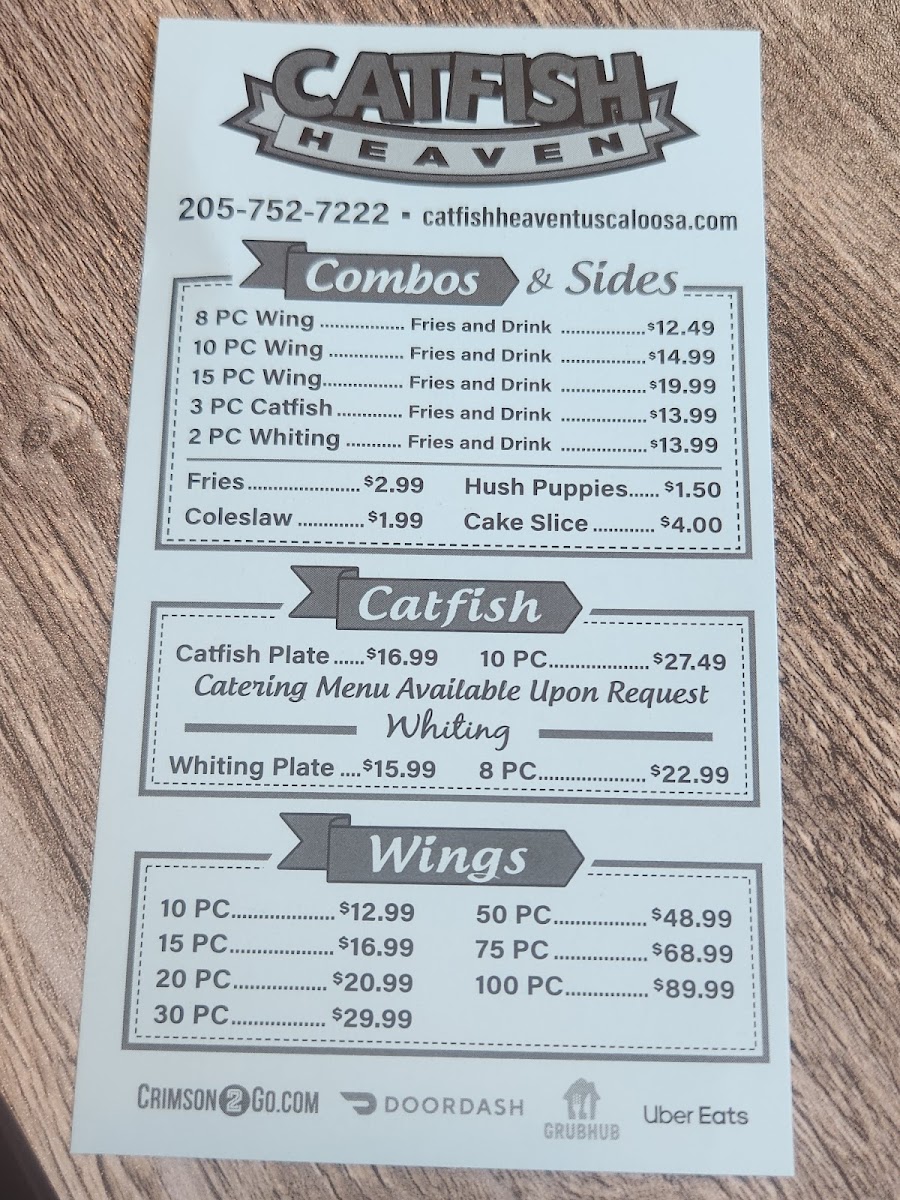 CATFISH
HEAVEN
205-752-7222 ▪ catfishheaventuscaloosa.com
Combos & Sides
8 PC Wing ................ Fries and Drink ................ $12.49
10 PC Wing .............. Fries and Drink ................ $14.99
15 PC Wing............... Fries and Drink ................ $19.99
3 PC Catfish ............ Fries and Drink ................ $13.99
2 PC Whiting ........... Fries and Drink ................ $13.99
Fries..................... $2.99 Hush Puppies...... $1.50
Coleslaw ............. $1.99 Cake Slice ............ $4.00
Catfish
Catfish Plate ...... $16.99 10 PC................... $27.49
Catering Menu Available Upon Request
Whiting
Whiting Plate .... $15.99 8 PC.................... $22.99
Wings
10 PC................... $12.99 50 PC.................. $48.99
15 PC.................... $16.99 75 PC .................. $68.99
20 PC.................. $20.99 100 PC................ $89.99
30 PC.................. $29.99
CRIMSON2GO.COM DOORDASH GRUBHUB Uber Eats